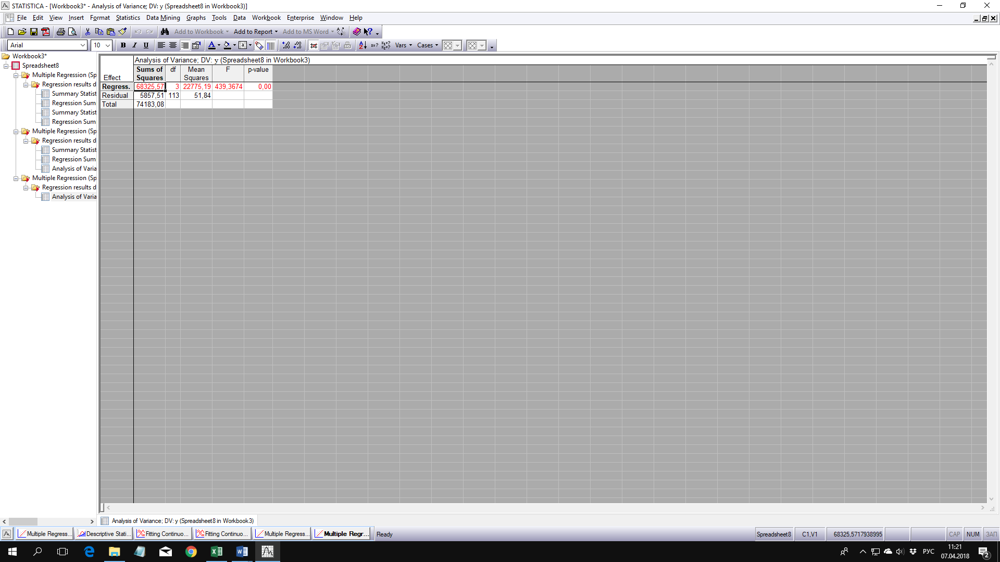 STATISTICA - [Workbook3* - Analysis of Variance; DV: y (Spreadsheet8 in Workbook3)]
File Edit View Insert Format Statistics Data Mining Graphs Tools Data Workbook Enterprise Window Help
Add to Workbook Add to Report Add to MS Word
Arial 10 B I U A Vars Cases
Workbook3*
Spreadsheet8
Multiple Regression (Sp
Regression results d
Summary Statist
Regression Sum
Summary Statist
Regression Sum
Multiple Regression (Sp
Regression results d
Summary Statist
Regression Sum
Analysis of Varia
Multiple Regression (Sp
Regression results d
Analysis of Varia
Analysis of Variance; DV: y (Spreadsheet8 in Workbook3)
Effect Sums of Squares df Mean Squares F p-value
Regress. 68325,57 3 22775,19 439,3674 0,00
Residual 5857,51 113 51,84
Total 74183,08
Analysis of Variance; DV: y (Spreadsheet8 in Workbook3)
Multiple Regress... Descriptive Stati... Fitting Continuo... Fitting Continuo... Multiple Regress... Multiple Regr... Ready Spreadsheet8 C1,V1 68325,5717938995 CAP NUM ЗАП
РУС 11:21
07.04.2018 2